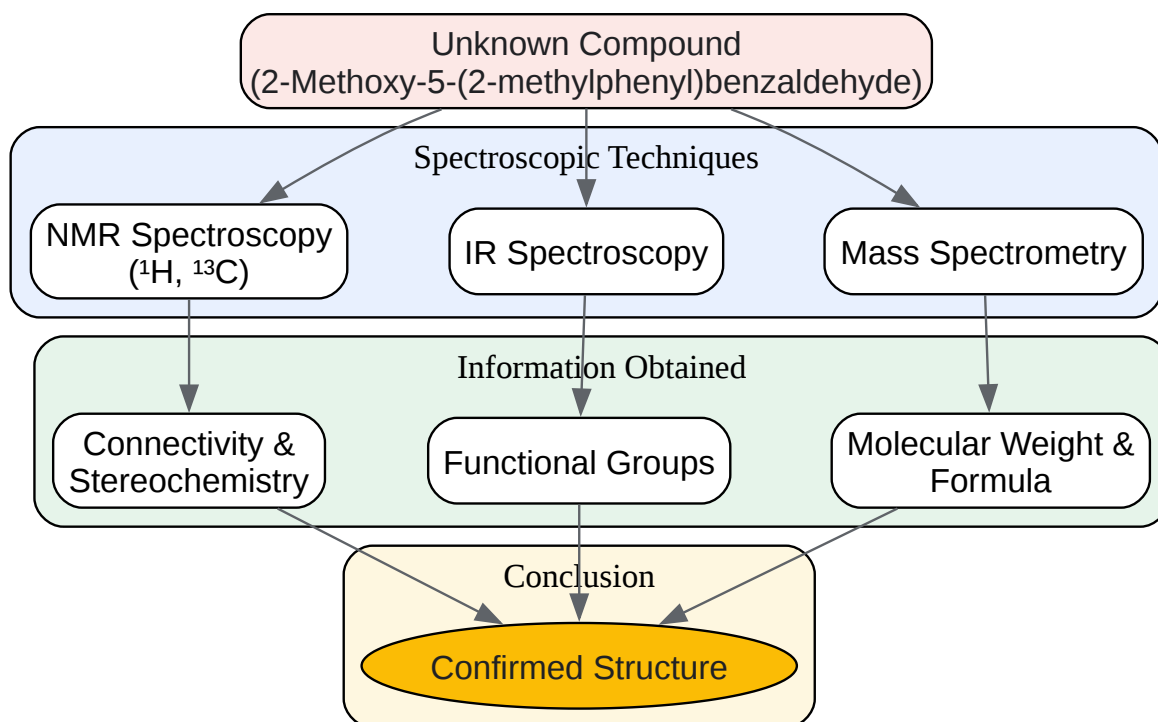 Unknown Compound
(2-Methoxy-5-(2-methylphenyl)benzaldehyde)
Spectroscopic Techniques
NMR Spectroscopy
(¹H, ¹³C)
IR Spectroscopy
Mass Spectrometry
Information Obtained
Connectivity &
Stereochemistry
Functional Groups
Molecular Weight &
Formula
Conclusion
Confirmed Structure